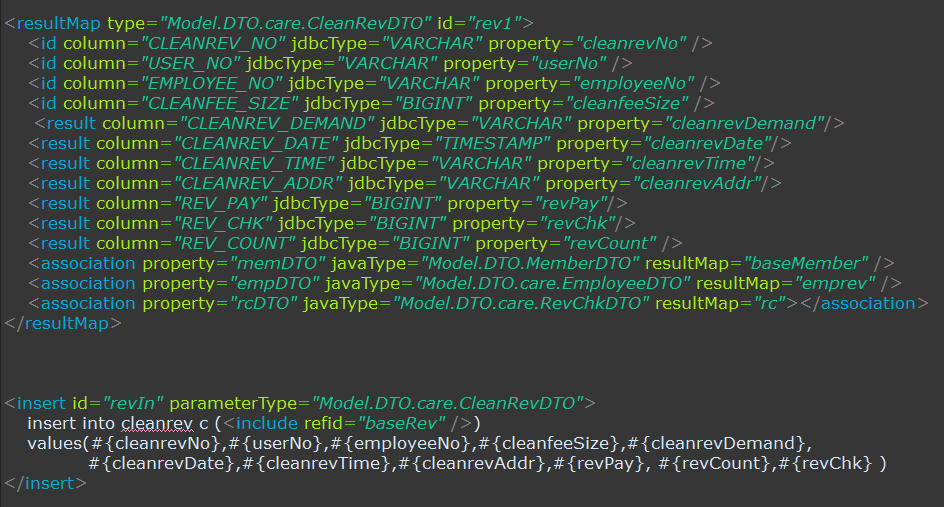 <resultMap type="Model.DTO.care.CleanRevDTO" id="rev1">
<id column="CLEANREV_NO" jdbcType="VARCHAR" property="cleanrevNo" />
<id column="USER_NO" jdbcType="VARCHAR" property="userNo" />
<id column="EMPLOYEE_NO" jdbcType="VARCHAR" property="employeeNo" />
<id column="CLEANFEE_SIZE" jdbcType="BIGINT" property="cleanfeeSize" />
<result column="CLEANREV_DEMAND" jdbcType="VARCHAR" property="cleanrevDemand"/>
<result column="CLEANREV_DATE" jdbcType="TIMESTAMP" property="cleanrevDate"/>
<result column="CLEANREV_TIME" jdbcType="VARCHAR" property="cleanrevTime"/>
<result column="CLEANREV_ADDR" jdbcType="VARCHAR" property="cleanrevAddr"/>
<result column="REV_PAY" jdbcType="BIGINT" property="revPay"/>
<result column="REV_CHK" jdbcType="BIGINT" property="revChk"/>
<result column="REV_COUNT" jdbcType="BIGINT" property="revCount" />
<association property="memDTO" javaType="Model.DTO.MemberDTO" resultMap="baseMember" />
<association property="empDTO" javaType="Model.DTO.care.EmployeeDTO" resultMap="emprev" />
<association property="rcDTO" javaType="Model.DTO.care.RevChkDTO" resultMap="rc"></association>
</resultMap>
<insert id="revIn" parameterType="Model.DTO.care.CleanRevDTO">
insert into cleanrev c (<include refid="baseRev" />)
values(#{cleanrevNo},#{userNo},#{employeeNo},#{cleanfeeSize},#{cleanrevDemand},
#{cleanrevDate},#{cleanrevTime},#{cleanrevAddr},#{revPay}, #{revCount},#{revChk} )
</insert>